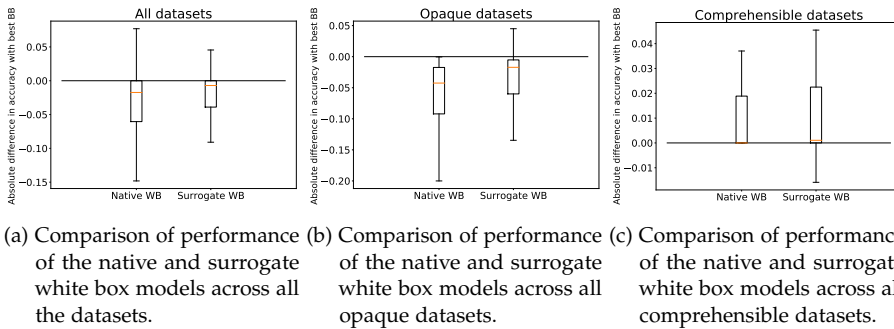 All datasets
Absolute difference in accuracy with best BB
0.05
0.00
−0.05
−0.10
−0.15
Native WB
Surrogate WB
Opaque datasets
Absolute difference in accuracy with best BB
0.05
0.00
−0.05
−0.10
−0.15
−0.20
Native WB
Surrogate WB
Comprehensible datasets
Absolute difference in accuracy with best BB
0.04
0.03
0.02
0.01
0.00
−0.01
Native WB
Surrogate WB
(a) Comparison of performance
of the native and surrogate
white box models across all
the datasets.
(b) Comparison of performance
of the native and surrogate
white box models across all
opaque datasets.
(c) Comparison of performanc
of the native and surrogat
white box models across al
comprehensible datasets.